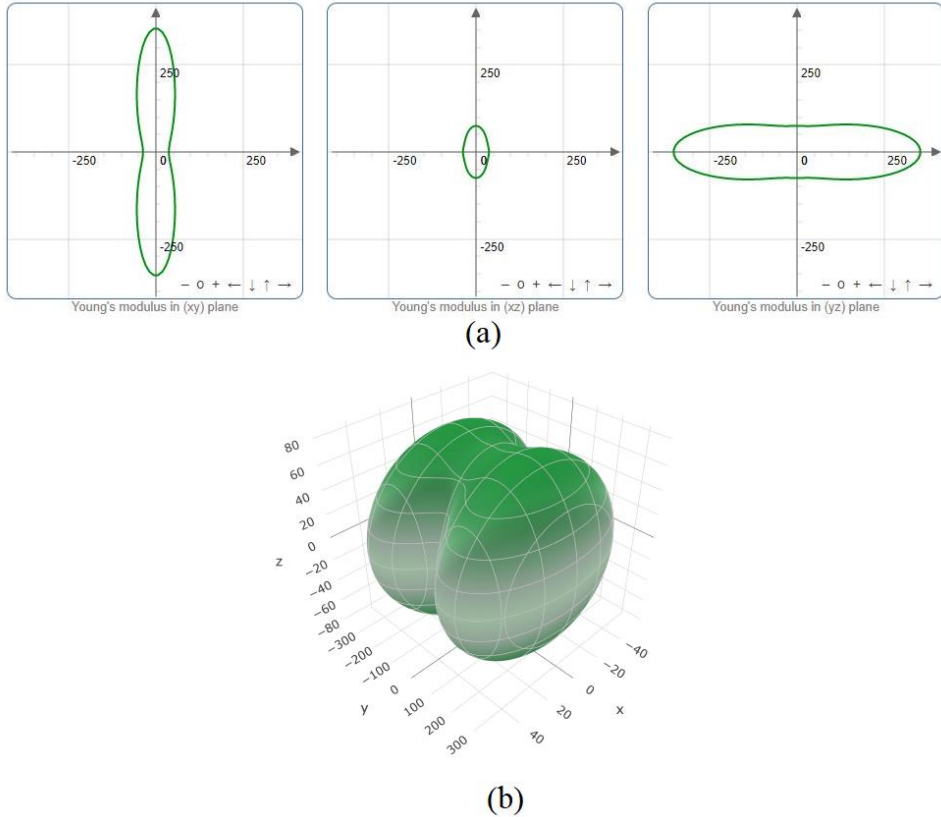 250
-250 0 250
-250
− o + ← ↓ ↑ →
Young's modulus in (xy) plane
250
-250 0 250
-250
− o + ← ↓ ↑ →
Young's modulus in (xz) plane
250
-250 0 250
-250
− o + ← ↓ ↑ →
Young's modulus in (yz) plane
(a)
80
60
40
20
0
z
−20
−40
−60
−80
−300
−200
−100
0
y
100
200
300
−40
−20
0
x
20
40
(b)